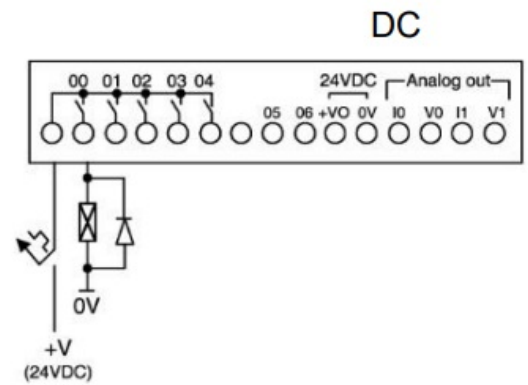 DC
00 01 02 03 04
24VDC Analog out
05 06 +VO 0V I0 V0 I1 V1
0V
+V
(24VDC)